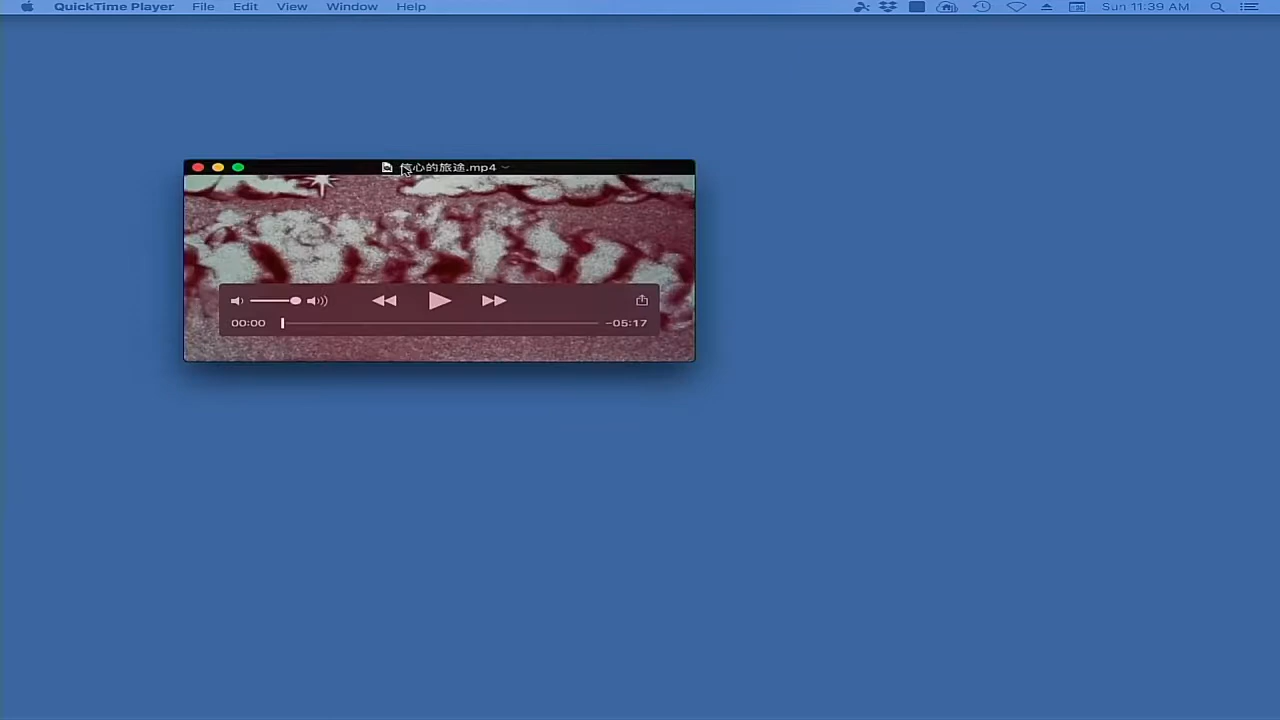 QuickTime Player File Edit View Window Help Sun 11:39 AM
信心的旅途.mp4
00:00 -05:17